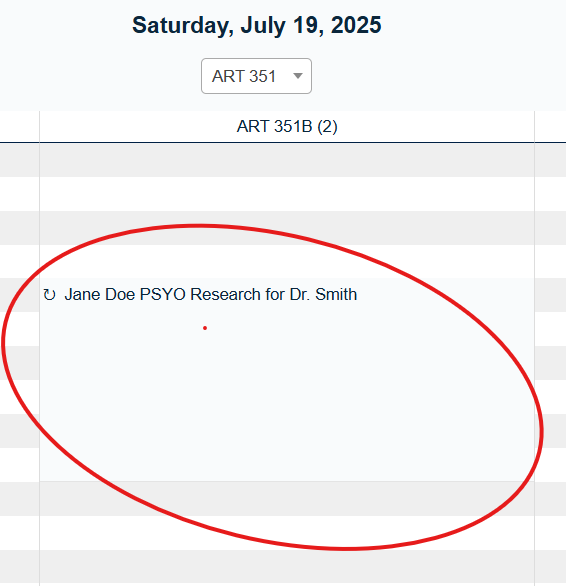 Saturday, July 19, 2025
ART 351
ART 351B (2)
↻ Jane Doe PSYO Research for Dr. Smith